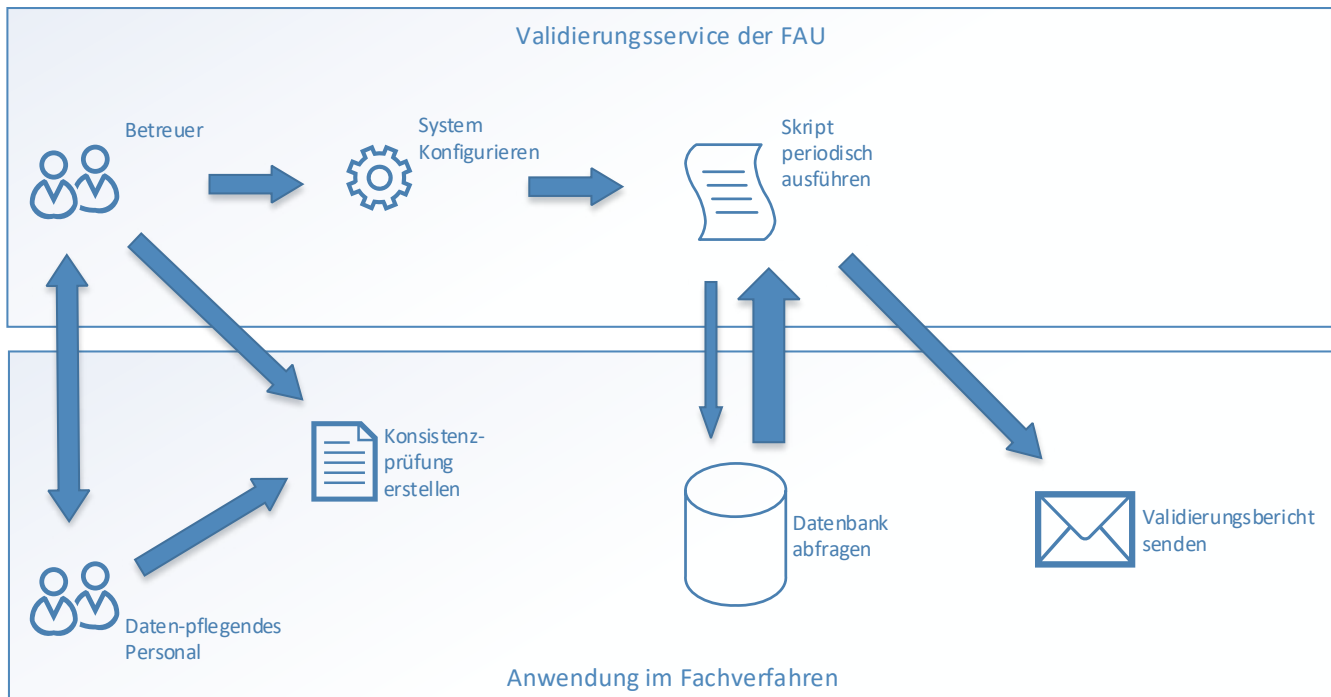 Validierungsservice der FAU
Betreuer
System
Konfigurieren
Skript
periodisch
ausführen
Konsistenz-
prüfung
erstellen
Datenbank
abfragen
Validierungsbericht
senden
Daten-pflegendes
Personal
Anwendung im Fachverfahren